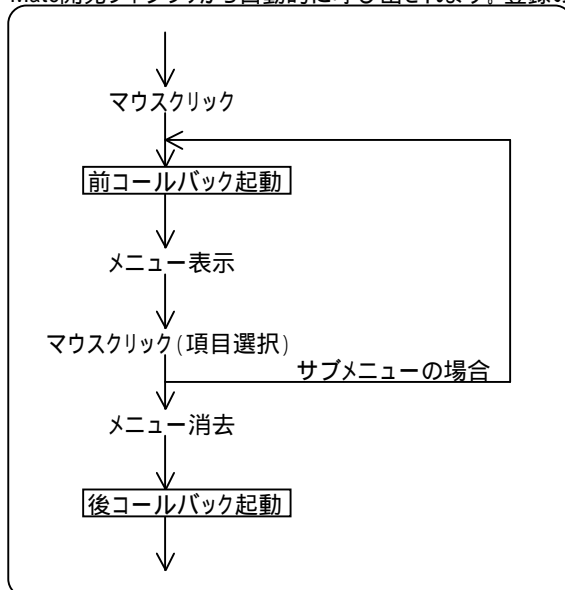 Mate開発ライブラリから自動的に呼び出されます。登録の
マウスクリック
前コールバック起動
メニュー表示
マウスクリック(項目選択)
サブメニューの場合
メニュー消去
後コールバック起動